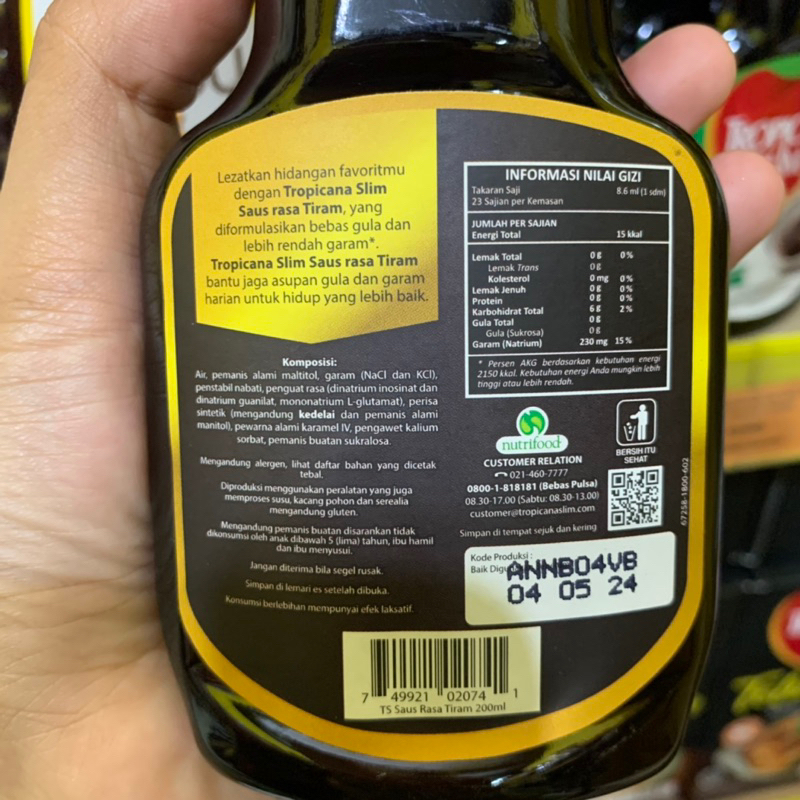 Lezatkan hidangan favoritmu
dengan Tropicana Slim
Saus rasa Tiram, yang
diformulasikan bebas gula dan
lebih rendah garam*.
Tropicana Slim Saus rasa Tiram
bantu jaga asupan gula dan garam
harian untuk hidup yang lebih baik.
Komposisi:
Air, pemanis alami maltitol, garam (NaCl dan KCl),
penstabil nabati, penguat rasa (dinatrium inosinat dan
dinatrium guanilat, mononatrium L-glutamat), perisa
sintetik (mengandung kedelai dan pemanis alami
manitol), pewarna alami karamel IV, pengawet kalium
sorbat, pemanis buatan sukralosa.
Mengandung alergen, lihat daftar bahan yang dicetak
tebal.
Diproduksi menggunakan peralatan yang juga
memproses susu, kacang pohon dan serealia
mengandung gluten.
Mengandung pemanis buatan disarankan tidak
dikonsumsi oleh anak dibawah 5 (lima) tahun, ibu hamil
dan ibu menyusui.
Jangan diterima bila segel rusak.
Simpan di lemari es setelah dibuka.
Konsumsi berlebihan mempunyai efek laksatif.
INFORMASI NILAI GIZI
Takaran Saji 8.6 ml (1 sdm)
23 Sajian per Kemasan
JUMLAH PER SAJIAN
Energi Total 15 kkal
Lemak Total 0 g 0%
Lemak Trans 0 g
Kolesterol 0 mg 0%
Lemak Jenuh 0 g 0%
Protein 0 g 0%
Karbohidrat Total 6 g 2%
Gula Total 0 g
Gula (Sukrosa) 0 g
Garam (Natrium) 230 mg 15%
* Persen AKG berdasarkan kebutuhan energi
2150 kkal. Kebutuhan energi Anda mungkin lebih
tinggi atau lebih rendah.
nutrifood
CUSTOMER RELATION
021-460-7777
0800-1-818181 (Bebas Pulsa)
08.30-17.00 (Sabtu: 08.30-13.00)
customer@tropicanaslim.com
BERSIH ITU
SEHAT
Simpan di tempat sejuk dan kering
67258-1800-602
Kode Produksi :
ANNB04VB
04 05 24
7 49921 02074 1
TS Saus Rasa Tiram 200ml